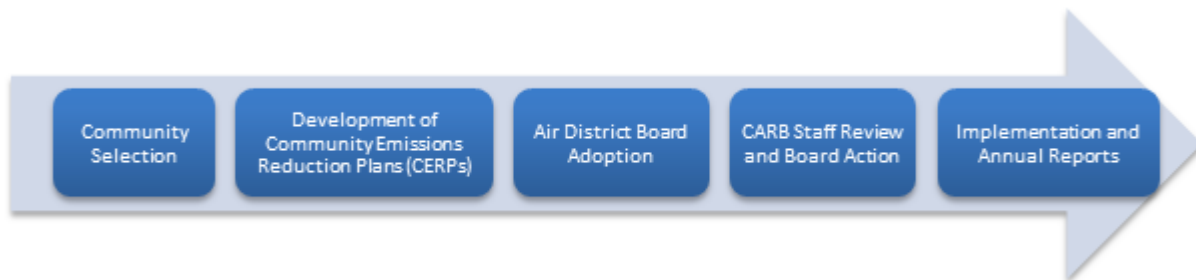 Community
Selection
Development of
Community Emissions
Reduction Plans (CERPs)
Air District Board
Adoption
CARB Staff Review
and Board Action
Implementation and
Annual Reports